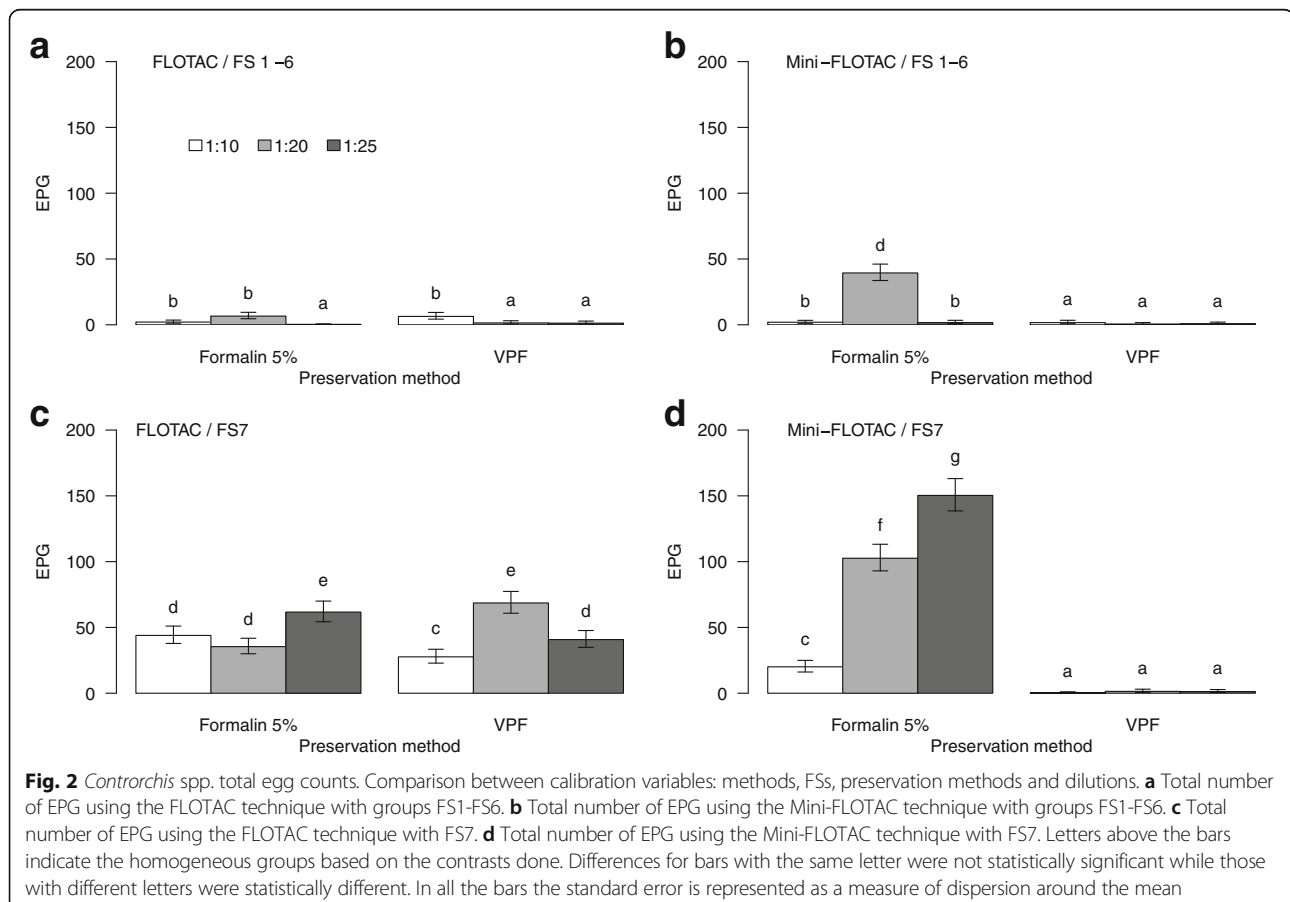 a
FLOTAC / FS 1 –6
200
150
100
50
0
EPG
1:10 1:20 1:25
b b a b a a
Formalin 5% VPF
Preservation method
b
Mini–FLOTAC / FS 1–6
200
150
100
50
0
EPG
b d b a a a
Formalin 5% VPF
Preservation method
c
FLOTAC / FS7
200
150
100
50
0
EPG
d d e c e d
Formalin 5% VPF
Preservation method
d
Mini–FLOTAC / FS7
200
150
100
50
0
EPG
c f g a a a
Formalin 5% VPF
Preservation method
Fig. 2 Controrchis spp. total egg counts. Comparison between calibration variables: methods, FSs, preservation methods and dilutions. a Total number
of EPG using the FLOTAC technique with groups FS1-FS6. b Total number of EPG using the Mini-FLOTAC technique with groups FS1-FS6. c Total
number of EPG using the FLOTAC technique with FS7. d Total number of EPG using the Mini-FLOTAC technique with FS7. Letters above the bars
indicate the homogeneous groups based on the contrasts done. Differences for bars with the same letter were not statistically significant while those
with different letters were statistically different. In all the bars the standard error is represented as a measure of dispersion around the mean